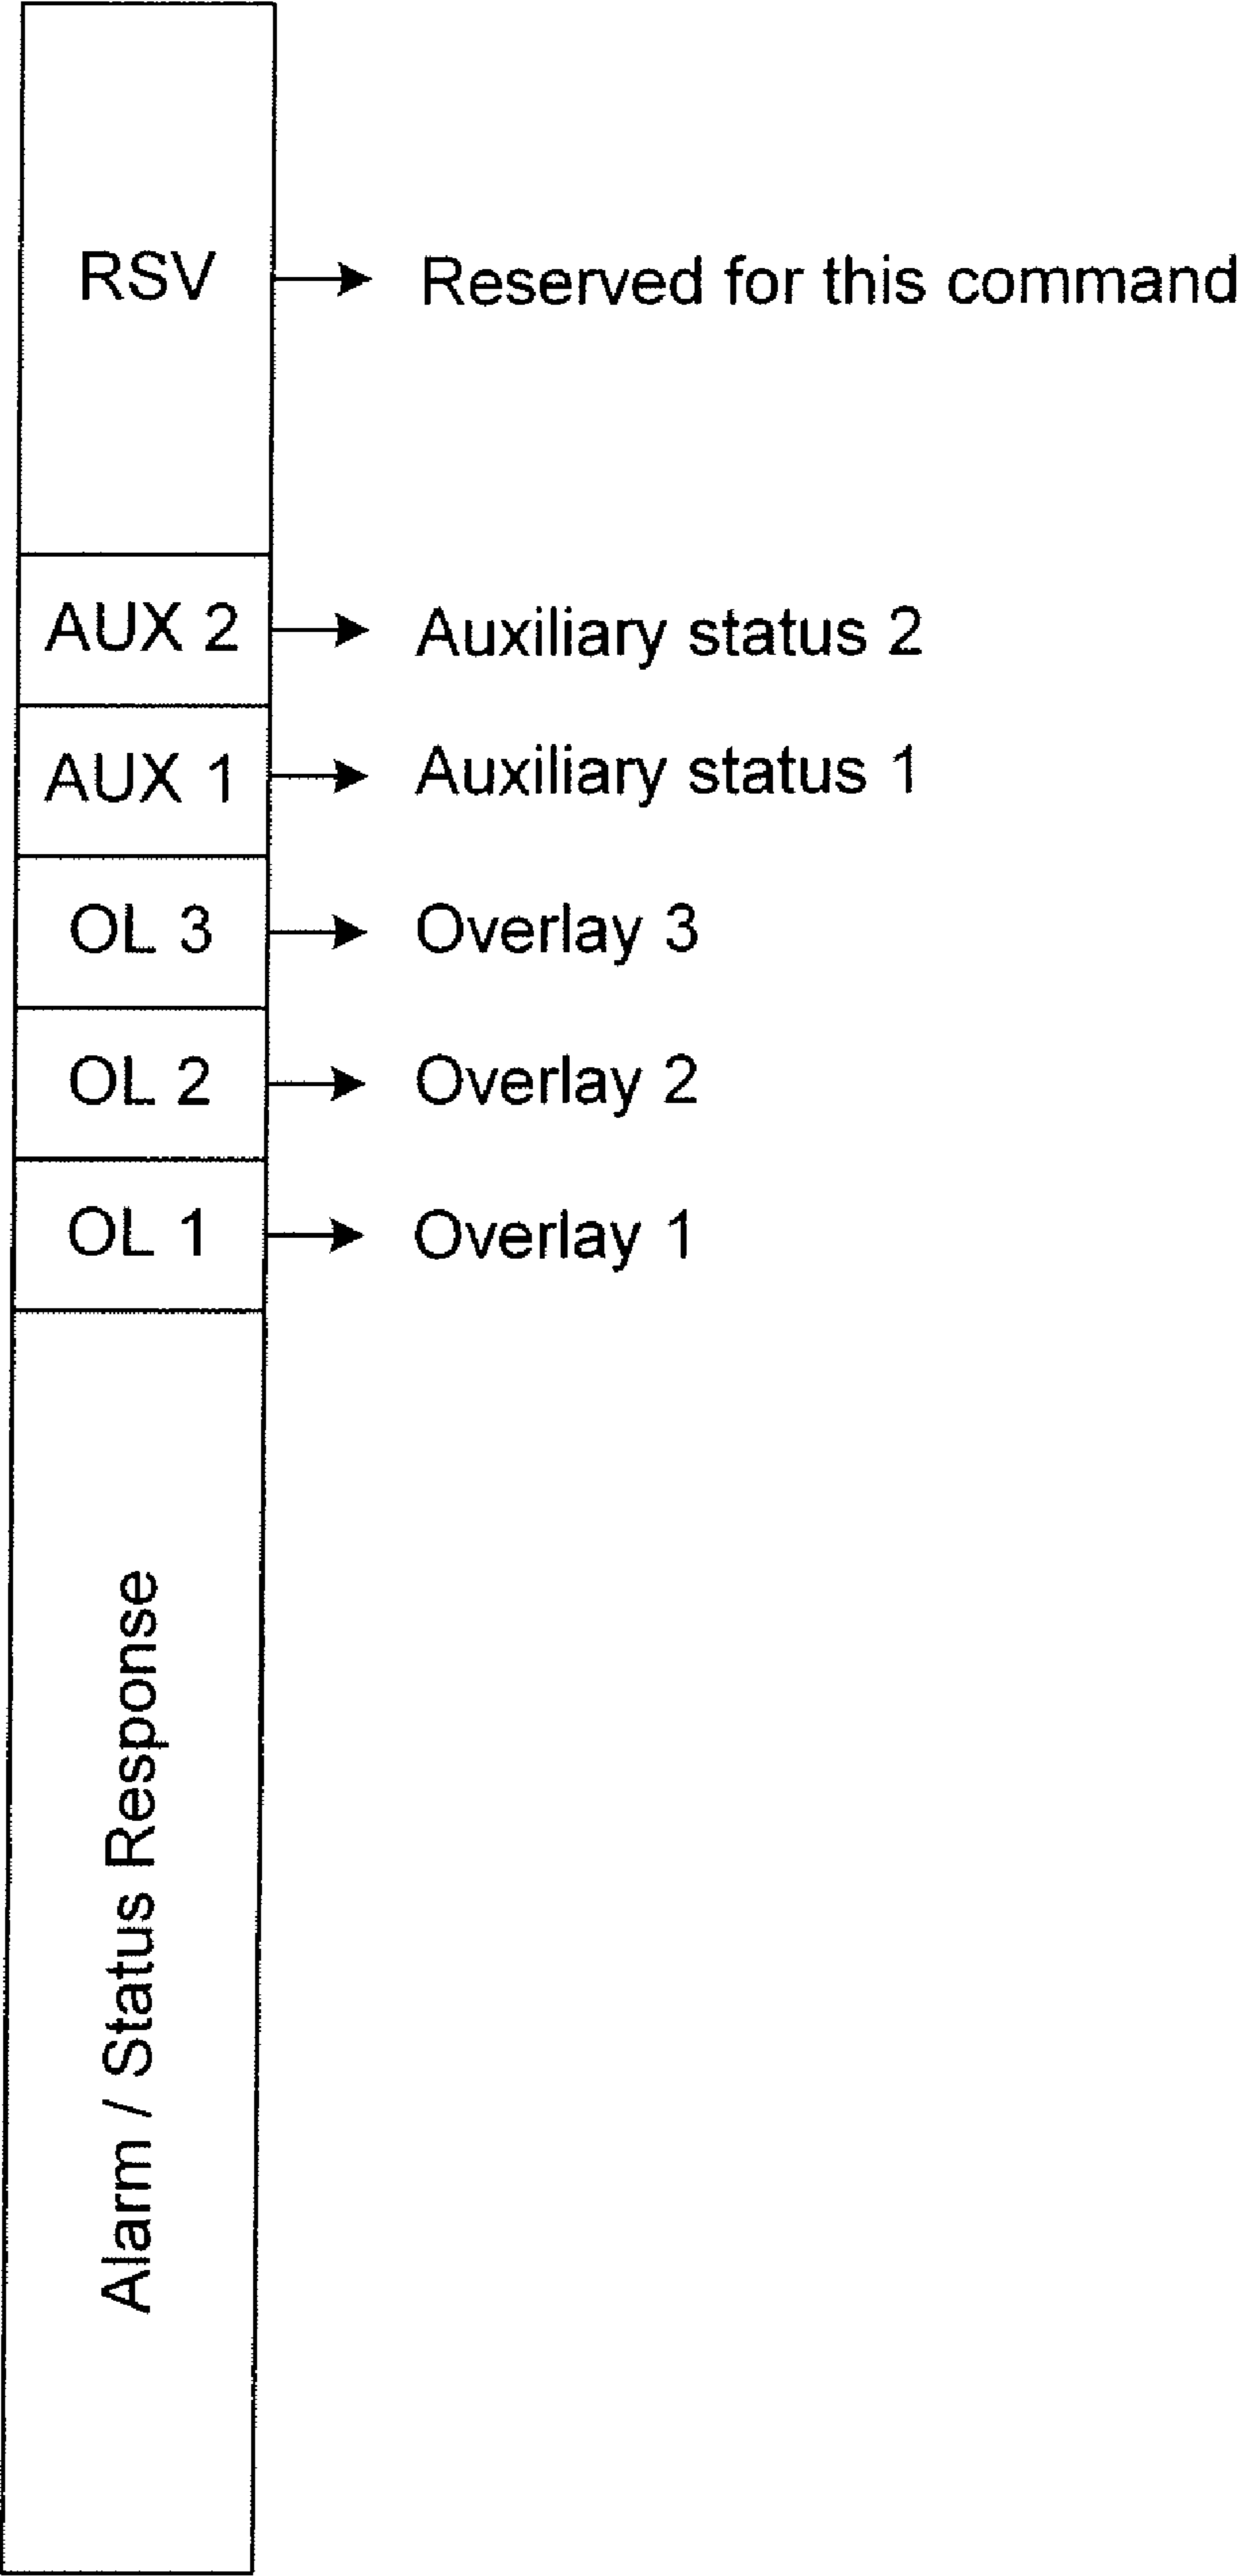 RSV
Reserved for this command
AUX 2
Auxiliary status 2
AUX 1
Auxiliary status 1
OL 3
Overlay 3
OL 2
Overlay 2
OL 1
Overlay 1
Alarm / Status Response